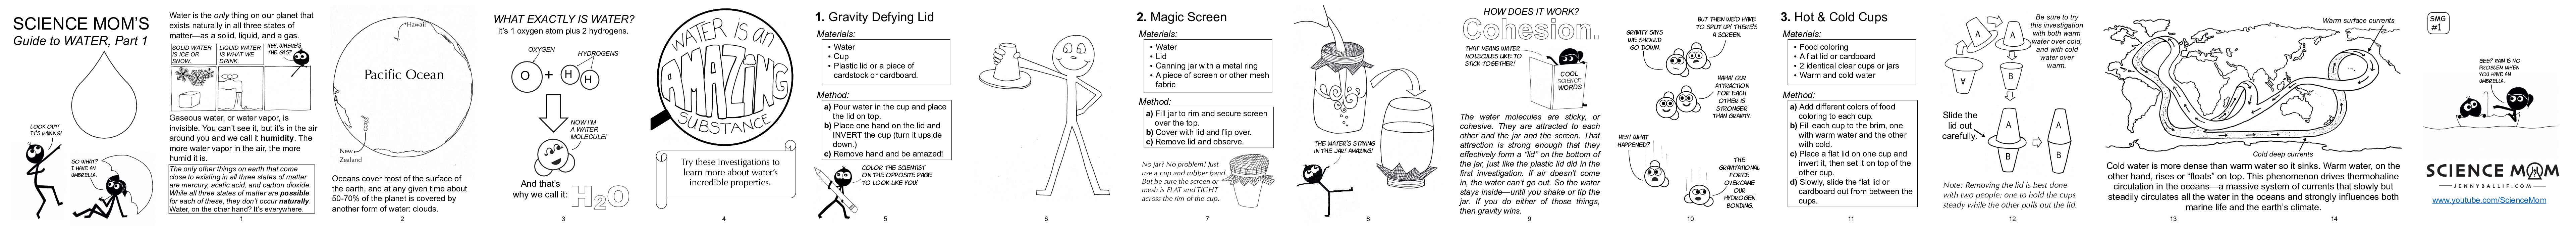 SCIENCE MOM'S
Guide to WATER, Part 1
LOOK OUT!
IT'S RAINING!
SO WHAT?
I HAVE AN
UMBRELLA.
Water is the only thing on our planet that
exists naturally in all three states of
matter—as a solid, liquid, and a gas.
SOLID WATER
IS ICE OR
SNOW.
LIQUID WATER
IS WHAT WE
DRINK.
HEY, WHERE'S
THE GAS?
Gaseous water, or water vapor, is
invisible. You can't see it, but it's in the air
around you and we call it humidity. The
more water vapor in the air, the more
humid it is.
The only other things on earth that come
close to existing in all three states of matter
are mercury, acetic acid, and carbon dioxide.
While all three states of matter are possible
for each of these, they don't occur naturally.
Water, on the other hand? It's everywhere.
1
Hawaii
Pacific Ocean
New
Zealand
Oceans cover most of the surface of
the earth, and at any given time about
50-70% of the planet is covered by
another form of water: clouds.
2
WHAT EXACTLY IS WATER?
It's 1 oxygen atom plus 2 hydrogens.
OXYGEN
HYDROGENS
O + H H
NOW I'M
A WATER
MOLECULE!
And that's
why we call it: H2O
3
WATER is an
AMAZING
SUBSTANCE
Try these investigations to
learn more about water's
incredible properties.
4
1. Gravity Defying Lid
Materials:
• Water
• Cup
• Plastic lid or a piece of
cardstock or cardboard.
Method:
a) Pour water in the cup and place
the lid on top.
b) Place one hand on the lid and
INVERT the cup (turn it upside
down.)
c) Remove hand and be amazed!
COLOR THE SCIENTIST
ON THE OPPOSITE PAGE
TO LOOK LIKE YOU!
5
6
2. Magic Screen
Materials:
• Water
• Lid
• Canning jar with a metal ring
• A piece of screen or other mesh
fabric
Method:
a) Fill jar to rim and secure screen
over the top.
b) Cover with lid and flip over.
c) Remove lid and observe.
No jar? No problem! Just
use a cup and rubber band.
But be sure the screen or
mesh is FLAT and TIGHT
across the rim of the cup.
7
THE WATER'S STAYING
IN THE JAR! AMAZING!
8
HOW DOES IT WORK?
Cohesion.
THAT MEANS WATER
MOLECULES LIKE TO
STICK TOGETHER!
COOL
SCIENCE
WORDS
The water molecules are sticky, or
cohesive. They are attracted to each
other and the jar and the screen. That
attraction is strong enough that they
effectively form a "lid" on the bottom of
the jar, just like the plastic lid did in the
first investigation. If air doesn't come
in, the water can't go out. So the water
stays inside—until you shake or tip the
jar. If you do either of those things,
then gravity wins.
9
GRAVITY SAYS
WE SHOULD
GO DOWN.
BUT THEN WE'D HAVE
TO SPLIT UP! THERE'S
A SCREEN.
HAHA! OUR
ATTRACTION
FOR EACH
OTHER IS
STRONGER
THAN GRAVITY.
HEY! WHAT
HAPPENED?
THE
GRAVITATIONAL
FORCE
OVERCAME
OUR
HYDROGEN
BONDING.
10
3. Hot & Cold Cups
Materials:
• Food coloring
• A flat lid or cardboard
• 2 identical clear cups or jars
• Warm and cold water
Method:
a) Add different colors of food
coloring to each cup.
b) Fill each cup to the brim, one
with warm water and the other
with cold.
c) Place a flat lid on one cup and
invert it, then set it on top of the
other cup.
d) Slowly, slide the flat lid or
cardboard out from between the
cups.
11
Be sure to try
this investigation
with both warm
water over cold,
and with cold
water over
warm.
A
A
A
B
Slide the
lid out
carefully.
A
B
A
B
Note: Removing the lid is best done
with two people: one to hold the cups
steady while the other pulls out the lid.
12
Warm surface currents
Cold deep currents
Cold water is more dense than warm water so it sinks. Warm water, on the
other hand, rises or "floats" on top. This phenomenon drives thermohaline
circulation in the oceans—a massive system of currents that slowly but
steadily circulates all the water in the oceans and strongly influences both
marine life and the earth's climate.
13
14
SMG
#1
SEE? RAIN IS NO
PROBLEM WHEN
YOU HAVE AN
UMBRELLA.
SCIENCE MOM
JENNYBALLIF.COM
www.youtube.com/ScienceMom